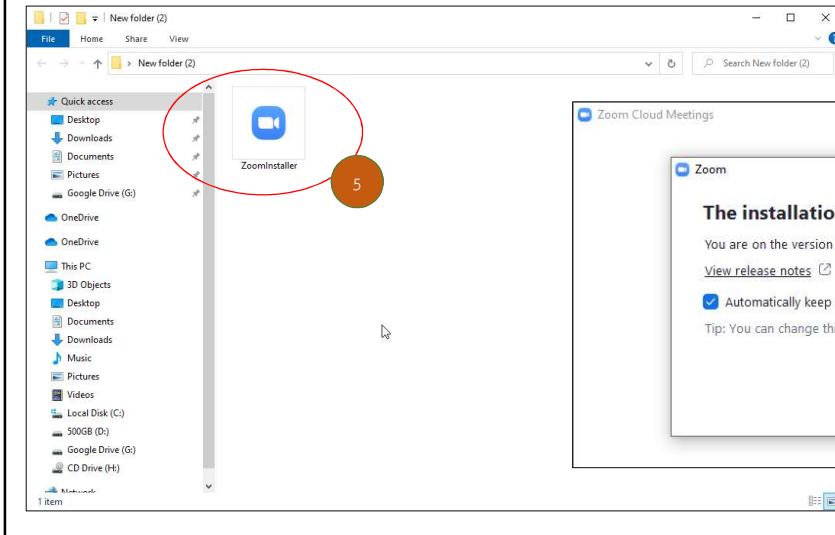 New folder (2)
File Home Share View
New folder (2)
Search New folder (2)
Quick access
Desktop
Downloads
Documents
Pictures
Google Drive (G:)
OneDrive
OneDrive
This PC
3D Objects
Desktop
Documents
Downloads
Music
Pictures
Videos
Local Disk (C:)
500GB (D:)
Google Drive (G:)
CD Drive (H:)
Network
1 item
ZoomInstaller
5
Zoom Cloud Meetings
Zoom
The installatio
You are on the version
View release notes
Automatically keep
Tip: You can change thi